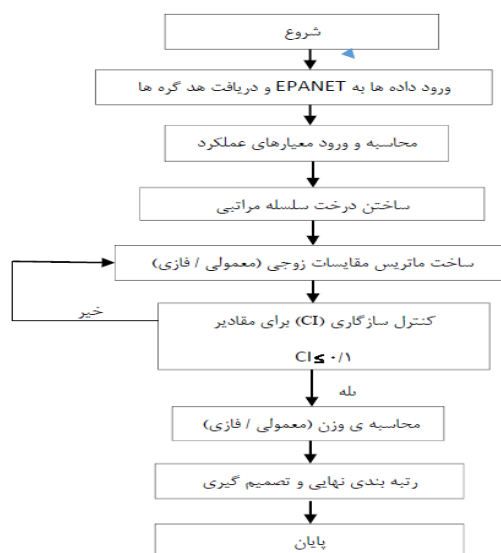 شروع
ورود داده ها به EPANET و دریافت هد گره ها
محاسبه و ورود معیارهای عملکرد
ساختن درخت سلسله مراتبی
ساخت ماتریس مقایسات زوجی (معمولی / فازی)
خیر
کنترل سازگاری (CI) برای مقادیر
CI≤ ۰/۱
بله
محاسبه ی وزن (معمولی / فازی)
رتبه بندی نهایی و تصمیم گیری
پایان